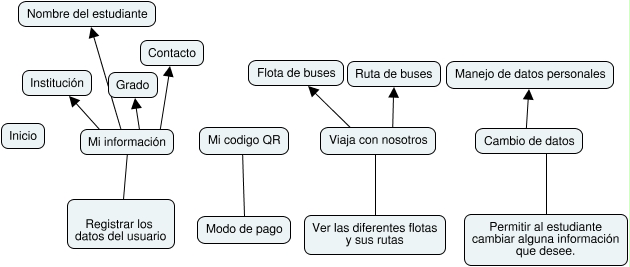 Nombre del estudiante
Contacto
Institución
Grado
Flota de buses
Ruta de buses
Manejo de datos personales
Inicio
Mi información
Mi codigo QR
Viaja con nosotros
Cambio de datos
Registrar los
datos del usuario
Modo de pago
Ver las diferentes flotas
y sus rutas
Permitir al estudiante
cambiar alguna información
que desee.